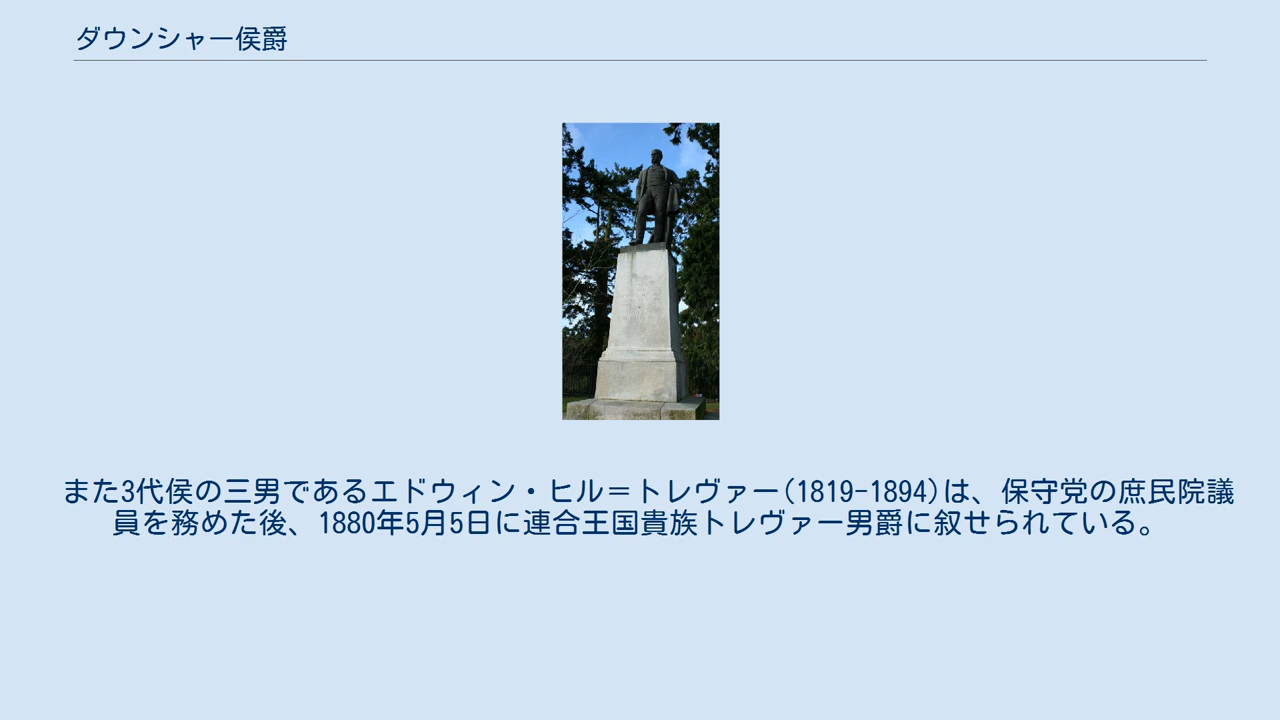 ダウンシャー侯爵
また3代侯の三男であるエドウィン・ヒル＝トレヴァー(1819-1894)は、保守党の庶民院議
員を務めた後、1880年5月5日に連合王国貴族トレヴァー男爵に叙せられている。